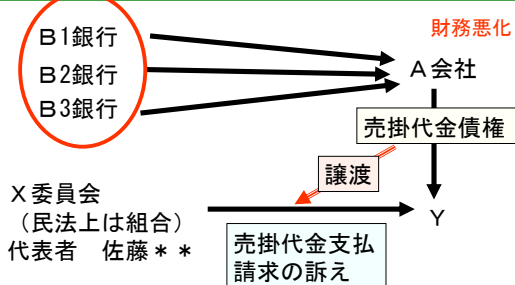 B1銀行
B2銀行
B3銀行
財務悪化
A会社
売掛代金債権
譲渡
X委員会
(民法上は組合)
代表者 佐藤**
Y
売掛代金支払
請求の訴え